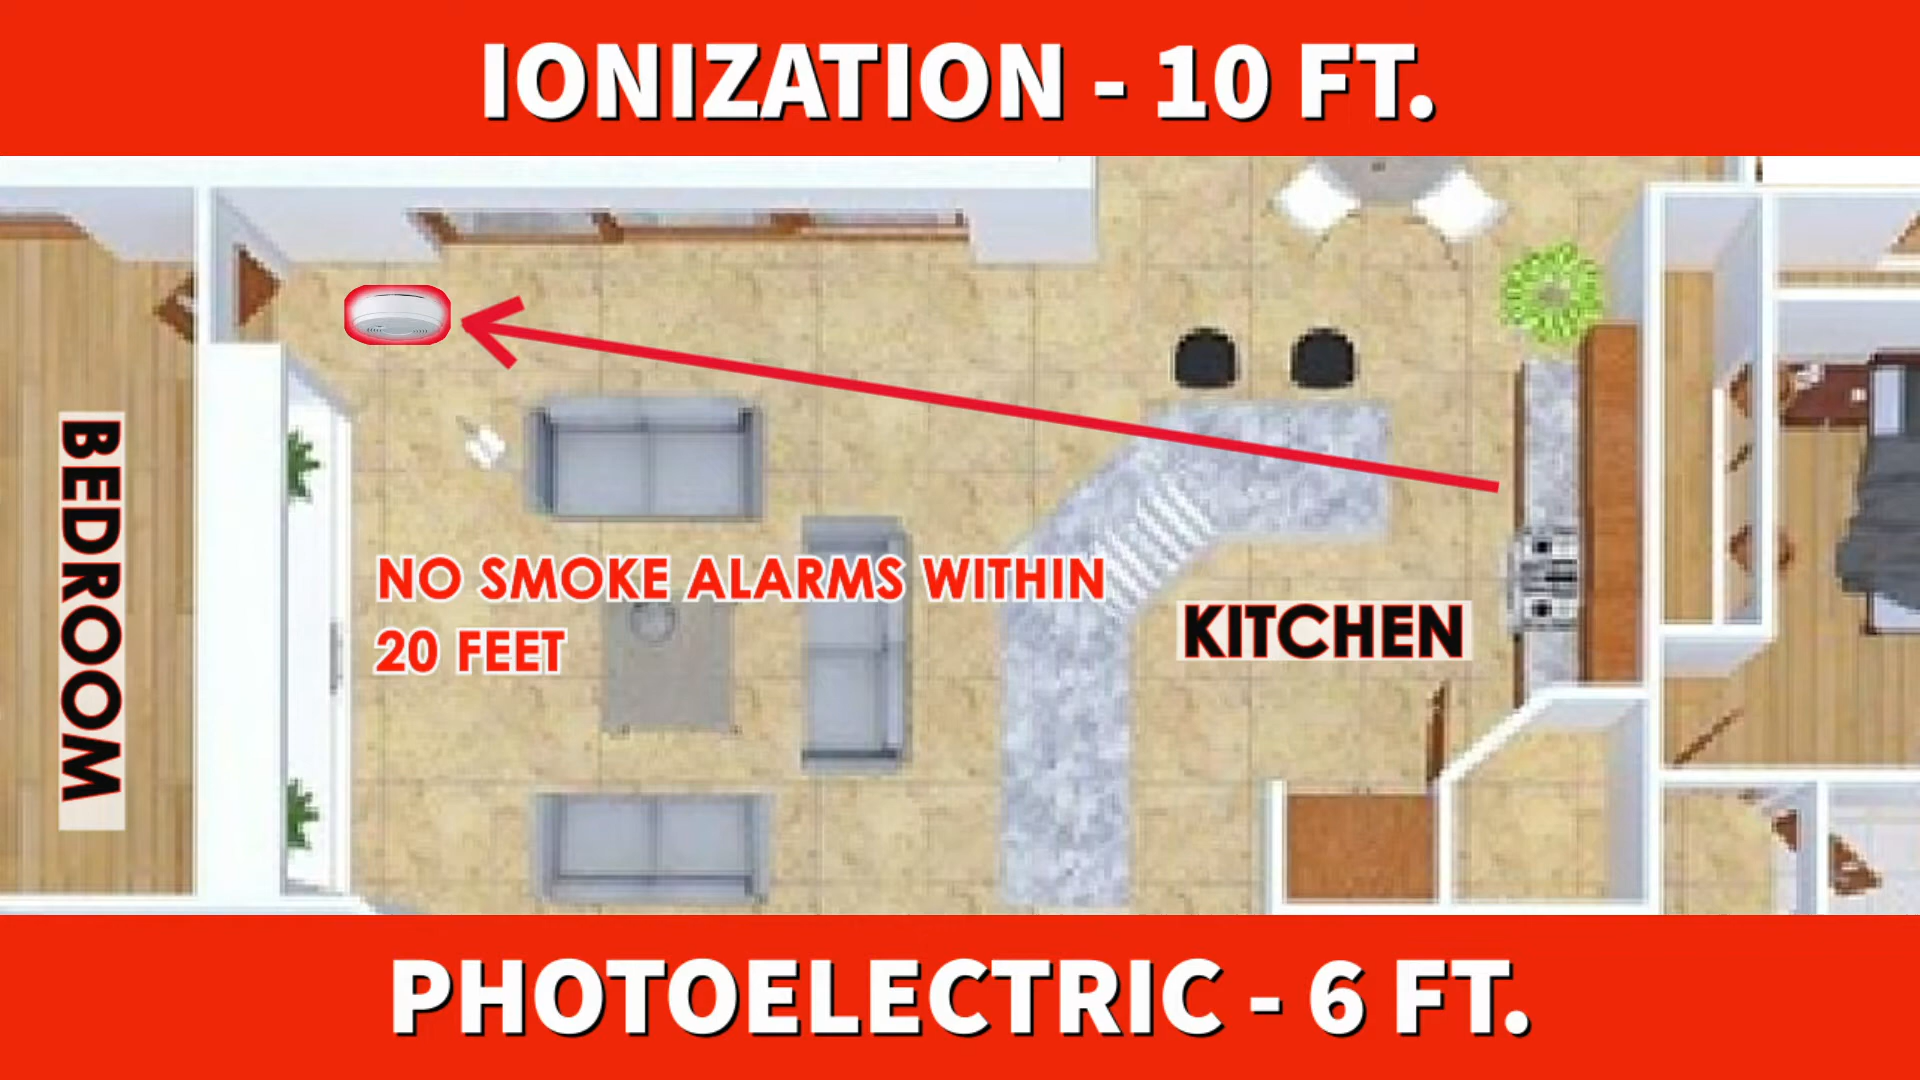 IONIZATION - 10 FT.
BEDROOM
NO SMOKE ALARMS WITHIN
20 FEET
KITCHEN
PHOTOELECTRIC - 6 FT.